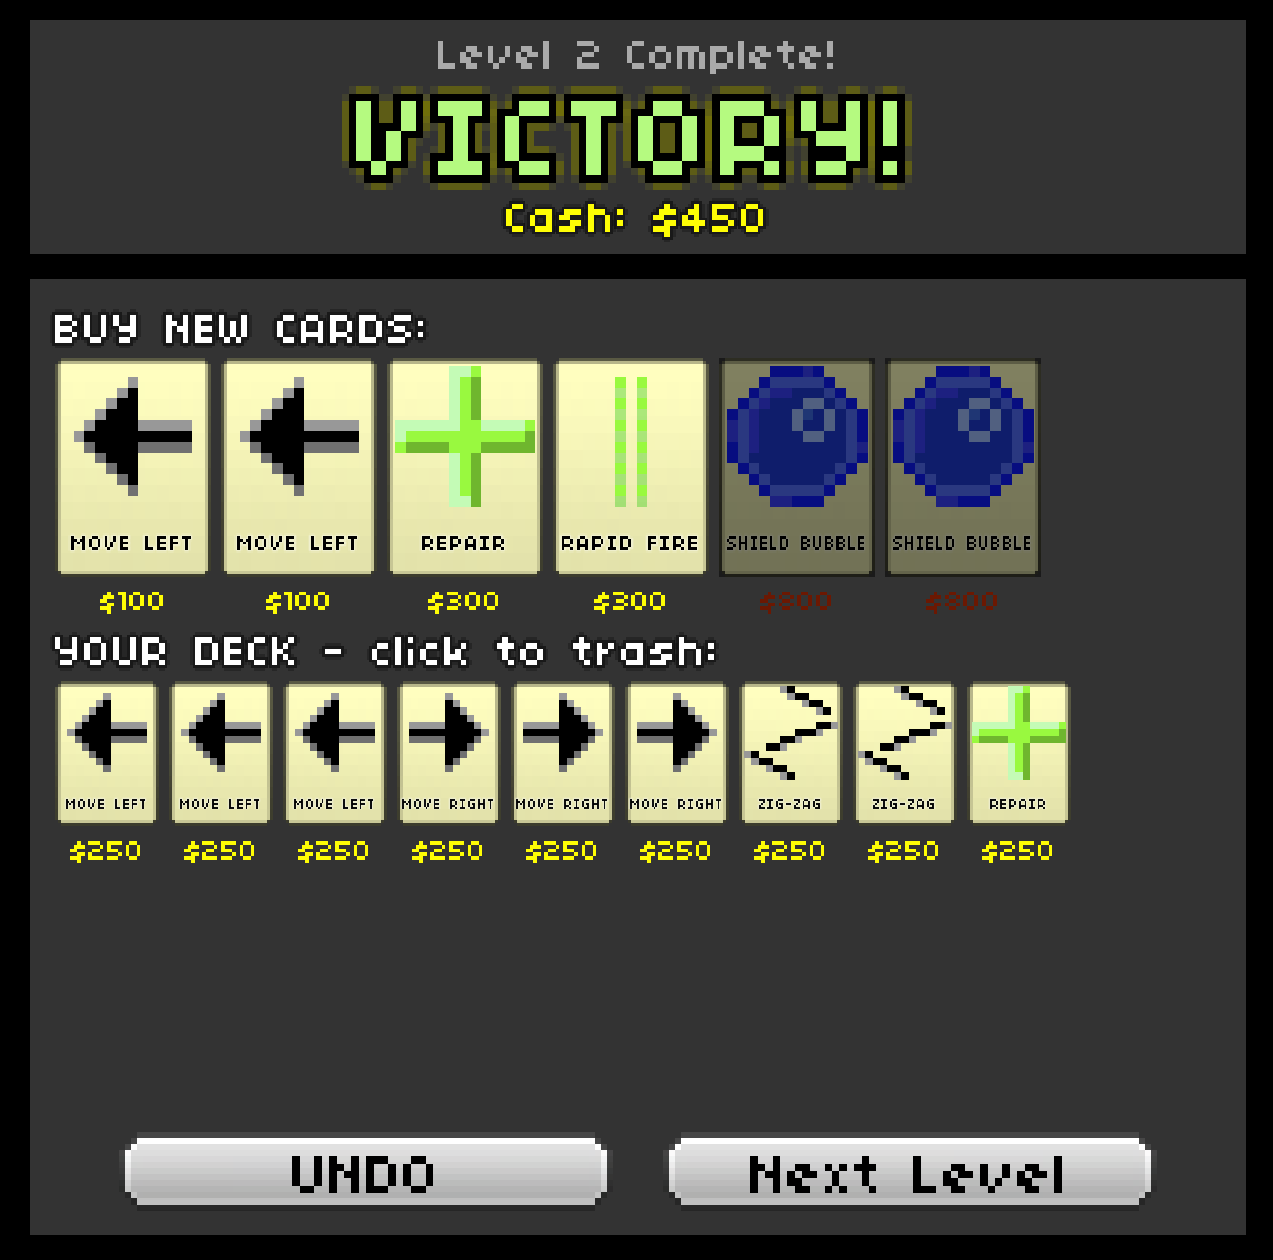 Level 2 Complete!
VICTORY!
Cash: $450
BUY NEW CARDS:
MOVE LEFT MOVE LEFT REPAIR RAPID FIRE SHIELD BUBBLE SHIELD BUBBLE
$100 $100 $300 $300 $800 $800
YOUR DECK - click to trash:
MOVE LEFT MOVE LEFT MOVE LEFT MOVE RIGHT MOVE RIGHT MOVE RIGHT ZIG-ZAG ZIG-ZAG REPAIR
$250 $250 $250 $250 $250 $250 $250 $250 $250
UNDO Next Level